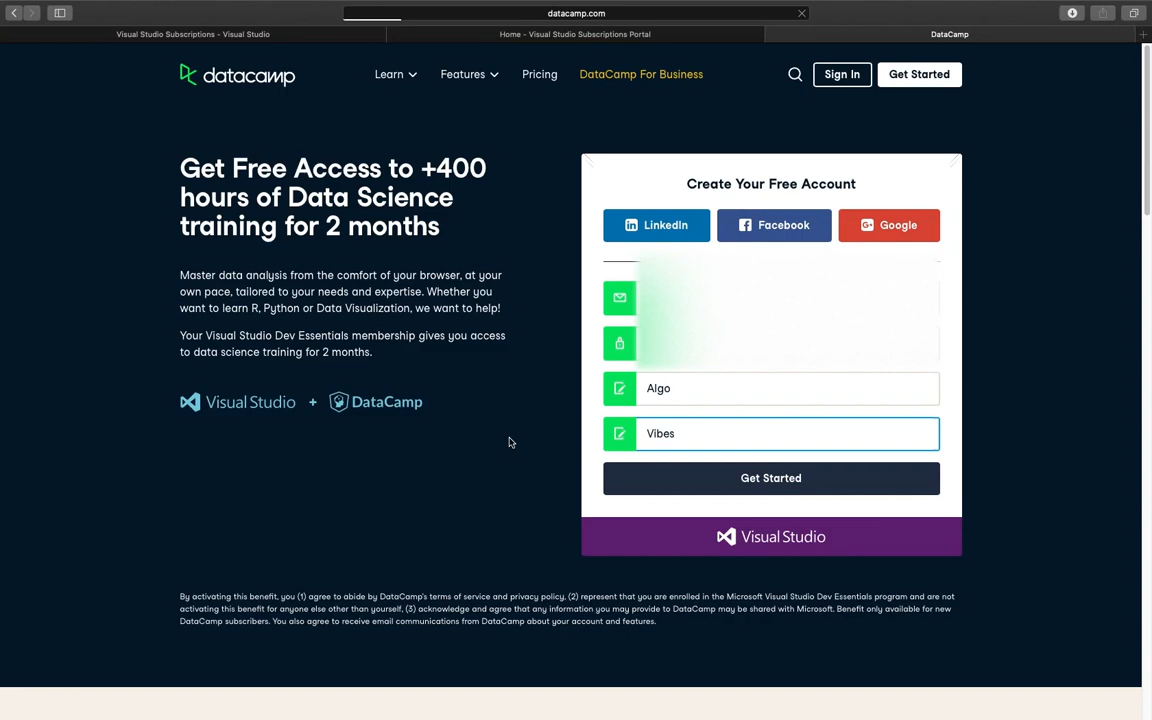 datacamp.com
Visual Studio Subscriptions - Visual Studio
Home - Visual Studio Subscriptions Portal
DataCamp
datacamp
Learn
Features
Pricing
DataCamp For Business
Sign In
Get Started
Get Free Access to +400
hours of Data Science
training for 2 months
Master data analysis from the comfort of your browser, at your
own pace, tailored to your needs and expertise. Whether you
want to learn R, Python or Data Visualization, we want to help!
Your Visual Studio Dev Essentials membership gives you access
to data science training for 2 months.
Visual Studio + DataCamp
Create Your Free Account
LinkedIn
Facebook
Google
Algo
Vibes
Get Started
Visual Studio
By activating this benefit, you (1) agree to abide by DataCamp's terms of service and privacy policy, (2) represent that you are enrolled in the Microsoft Visual Studio Dev Essentials program and are not
activating this benefit for anyone else other than yourself, (3) acknowledge and agree that any information you may provide to DataCamp may be shared with Microsoft. Benefit only available for new
DataCamp subscribers. You also agree to receive email communications from DataCamp about your account and features.